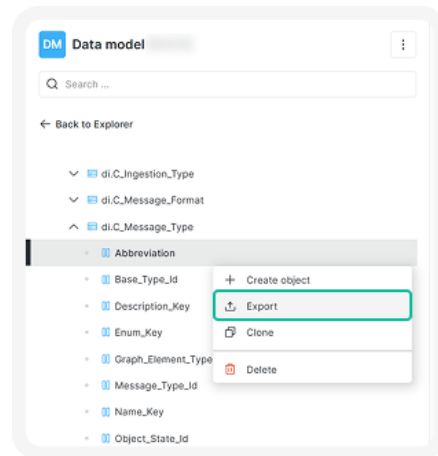 DM Data model
Search ...
← Back to Explorer
di.C_Ingestion_Type
di.C_Message_Format
di.C_Message_Type
Abbreviation
Base_Type_Id
+ Create object
Description_Key
Export
Enum_Key
Clone
Graph_Element_Type
Delete
Message_Type_Id
Name_Key
Object_State_Id